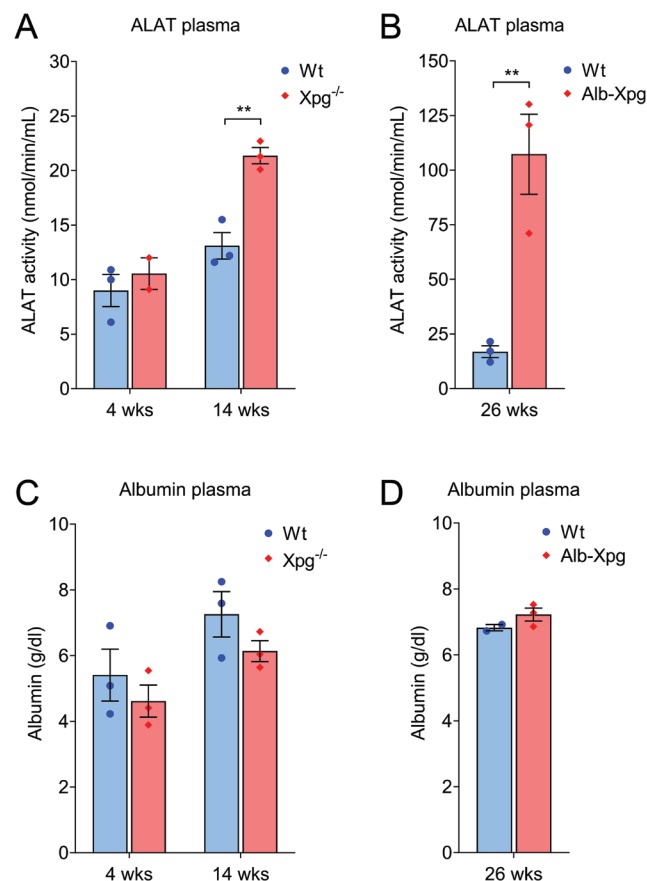 A
ALAT plasma
ALAT activity (nmol/min/mL)
30
25
20
15
10
5
0
Wt
Xpg-/-
**
4 wks
14 wks
B
ALAT plasma
ALAT activity (nmol/min/mL)
150
125
100
75
50
25
0
Wt
Alb-Xpg
**
26 wks
C
Albumin plasma
Albumin (g/dl)
10
8
6
4
2
0
Wt
Xpg-/-
4 wks
14 wks
D
Albumin plasma
Albumin (g/dl)
10
8
6
4
2
0
Wt
Alb-Xpg
26 wks